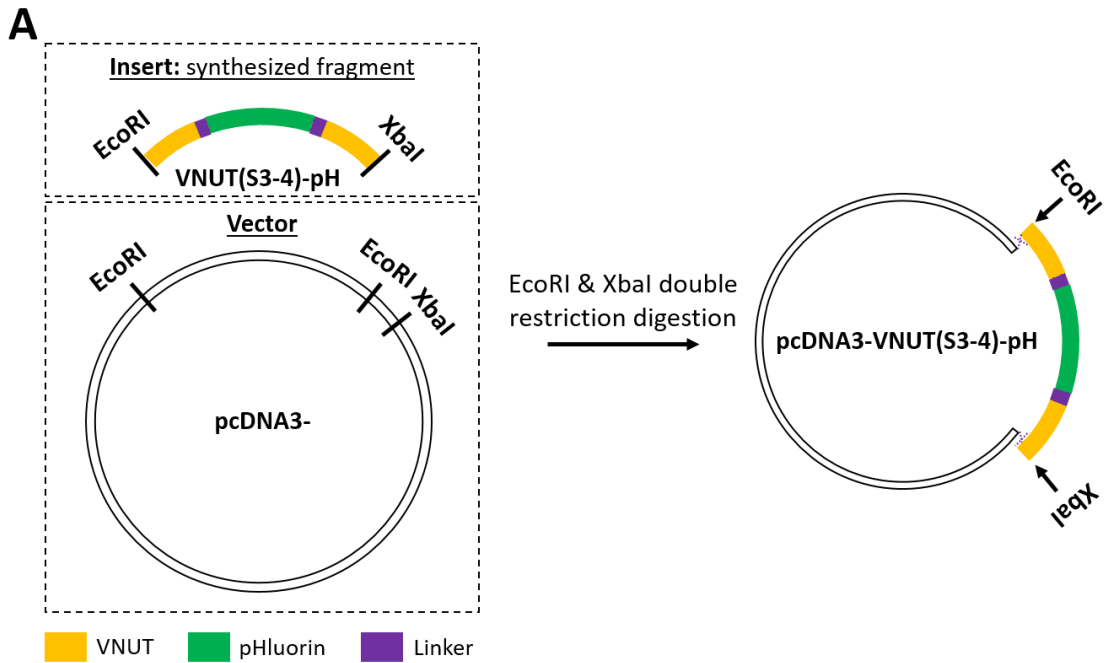 A
Insert: synthesized fragment
EcoRI
XbaI
VNUT(S3-4)-pH
Vector
EcoRI
EcoRI
XbaI
pcDNA3-
EcoRI & XbaI double
restriction digestion
EcoRI
pcDNA3-VNUT(S3-4)-pH
XbaI
VNUT
pHluorin
Linker